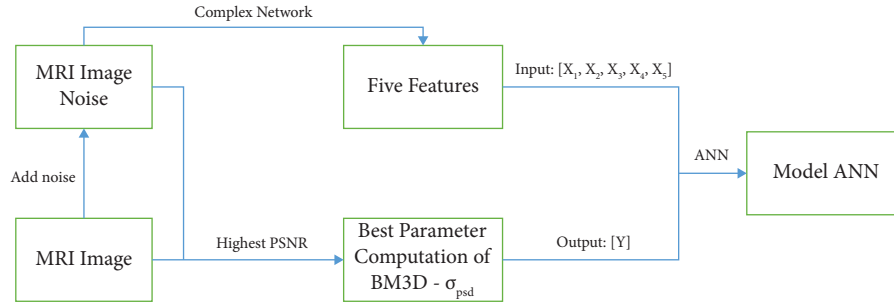 Complex Network
MRI Image
Noise
Five Features
Input: [X₁, X₂, X₃, X₄, X₅]
Add noise
ANN
Model ANN
MRI Image
Highest PSNR
Best Parameter
Computation of
BM3D - σpsd
Output: [Y]